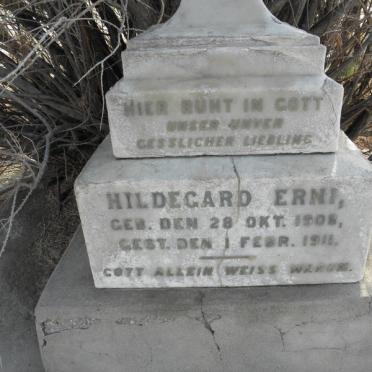 HIER RUHT IN GOTT
UNSER UNVER
GESSLICHER LIEBLING
HILDEGARD ERNI,
GEB. DEN 28 OKT. 1908,
GEST. DEN 1 FEBR. 1911.
GOTT ALLEIN WEISS WARUM.